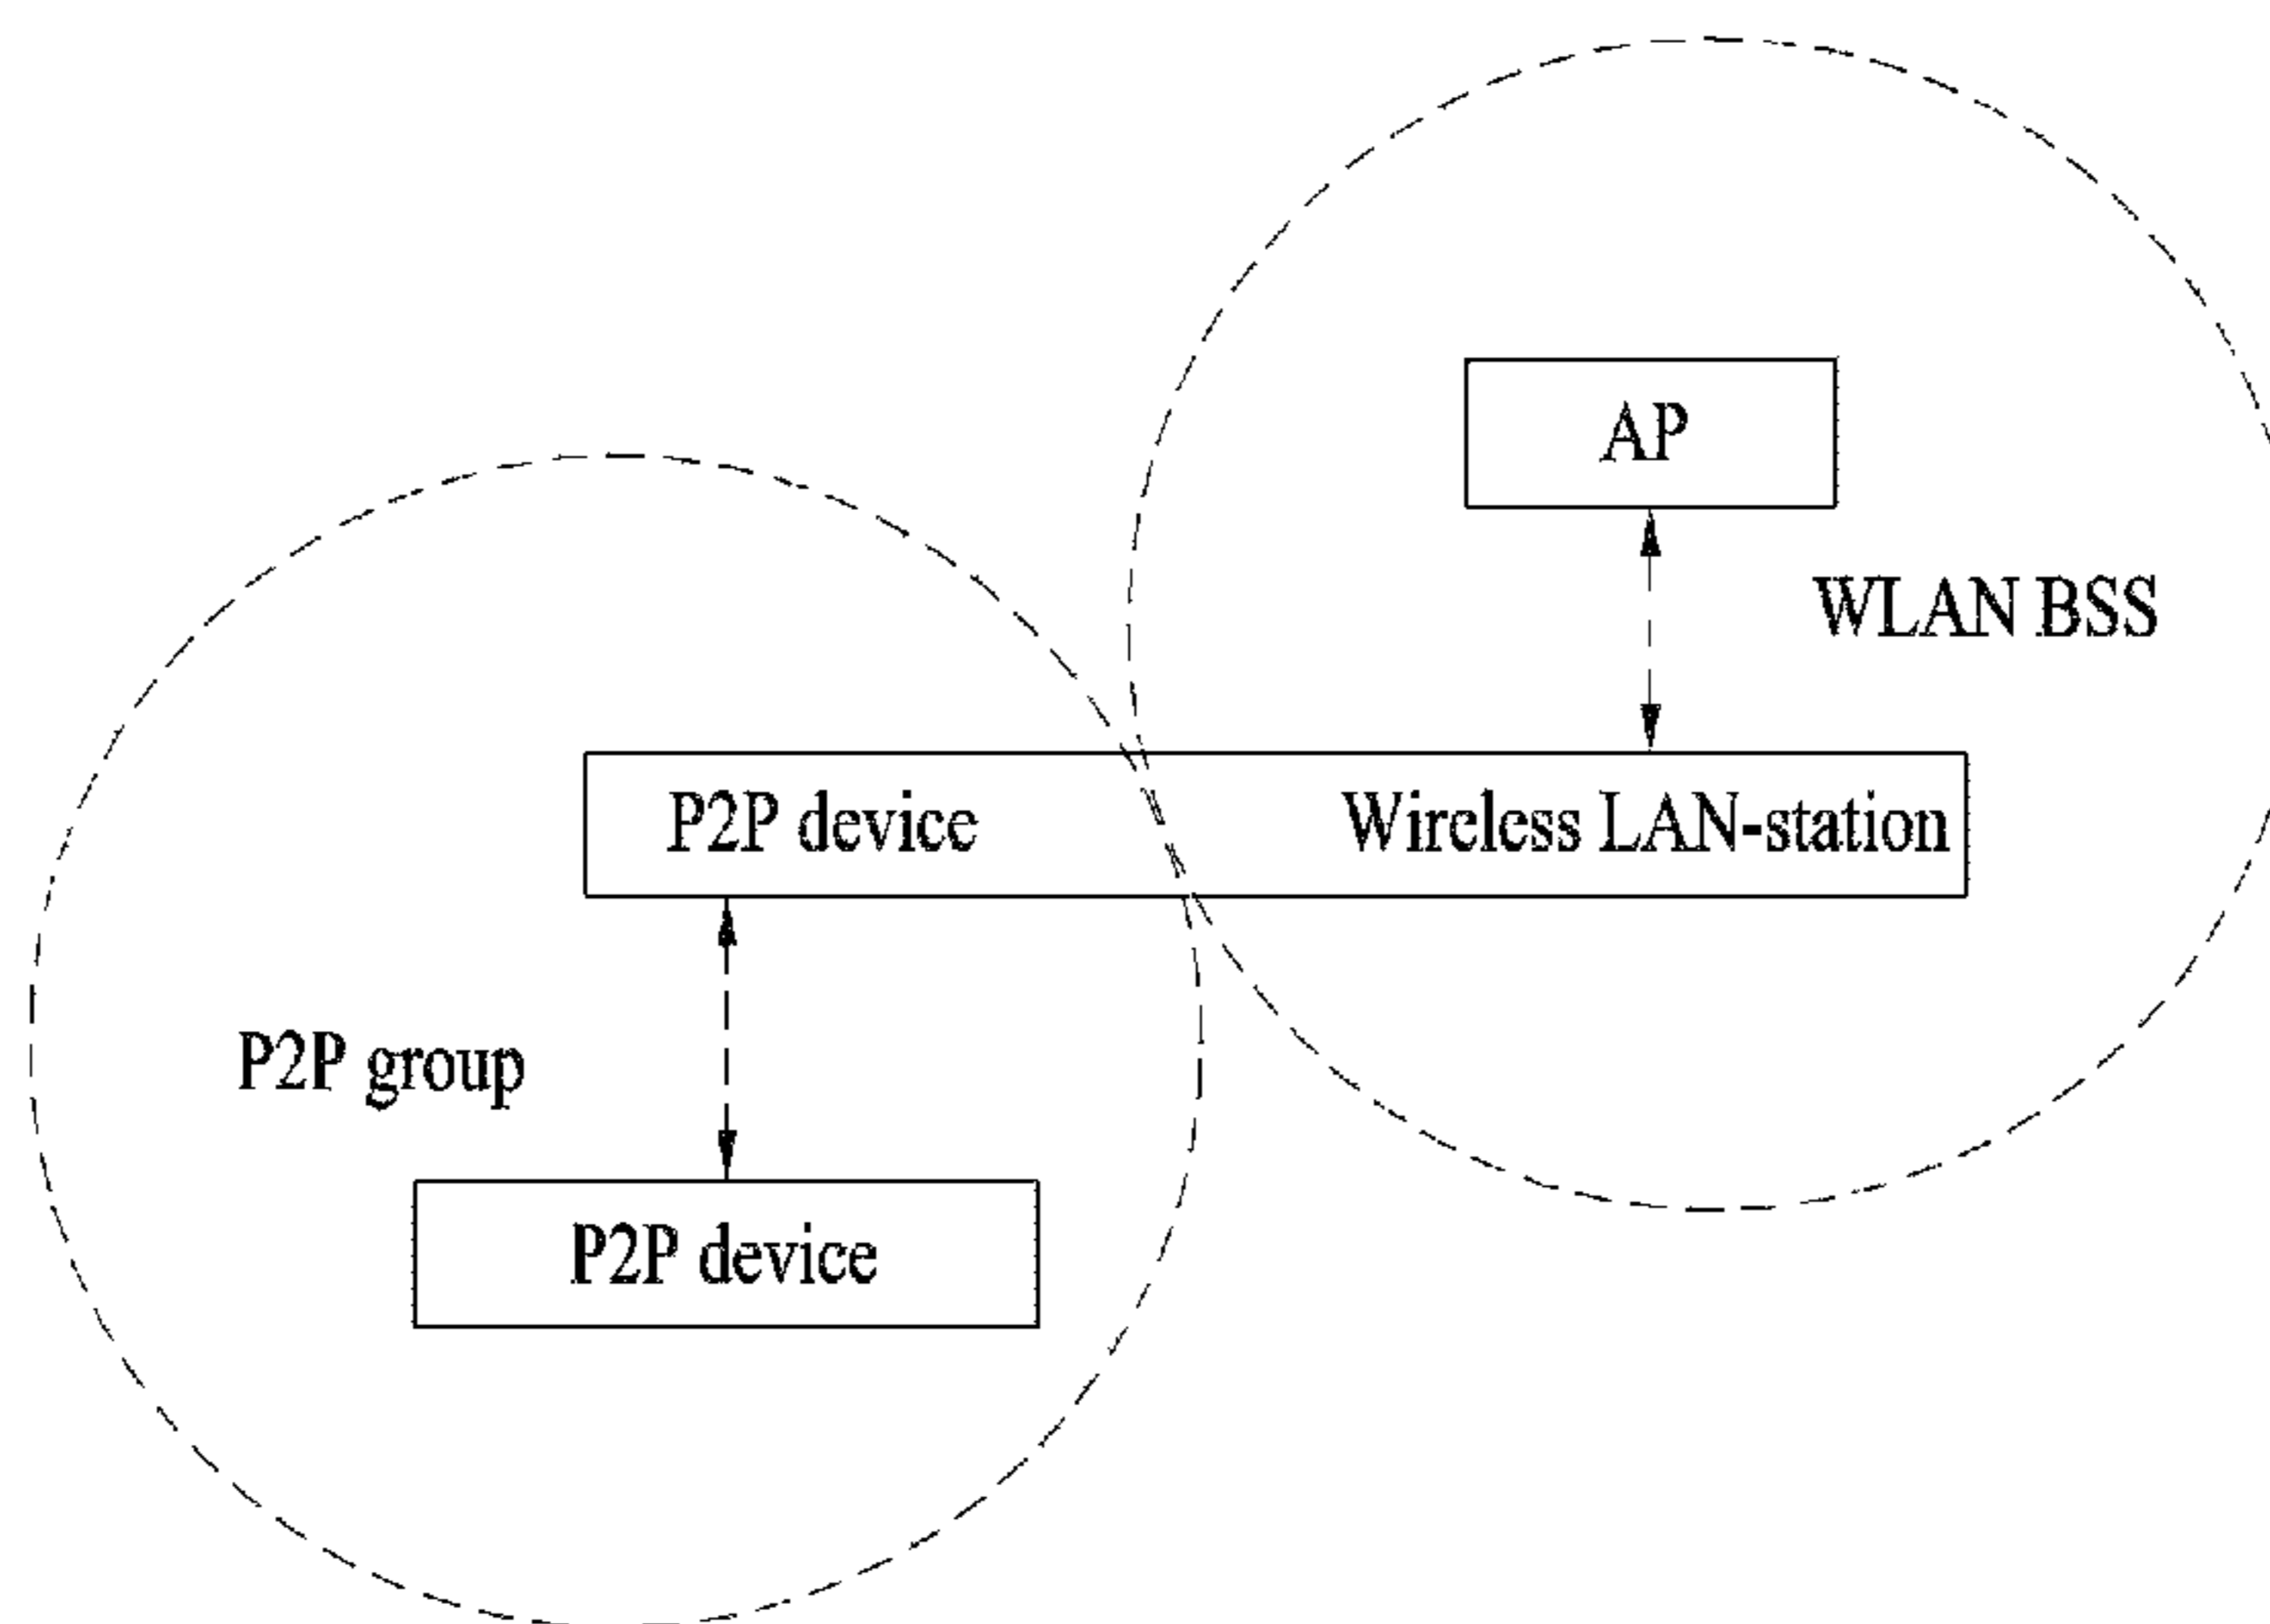 AP
WLAN BSS
P2P device
Wireless LAN-station
P2P group
P2P device